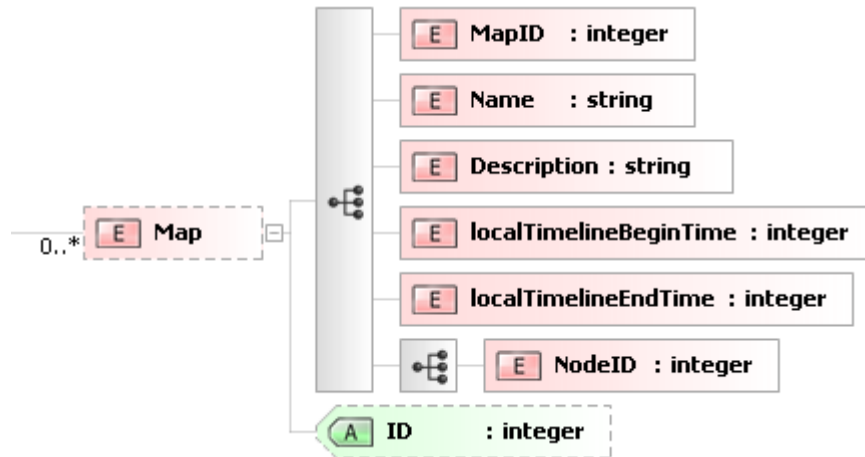 E MapID : integer
E Name : string
E Description : string
0..* E Map
E localTimelineBeginTime : integer
E localTimelineEndTime : integer
E NodeID : integer
A ID : integer